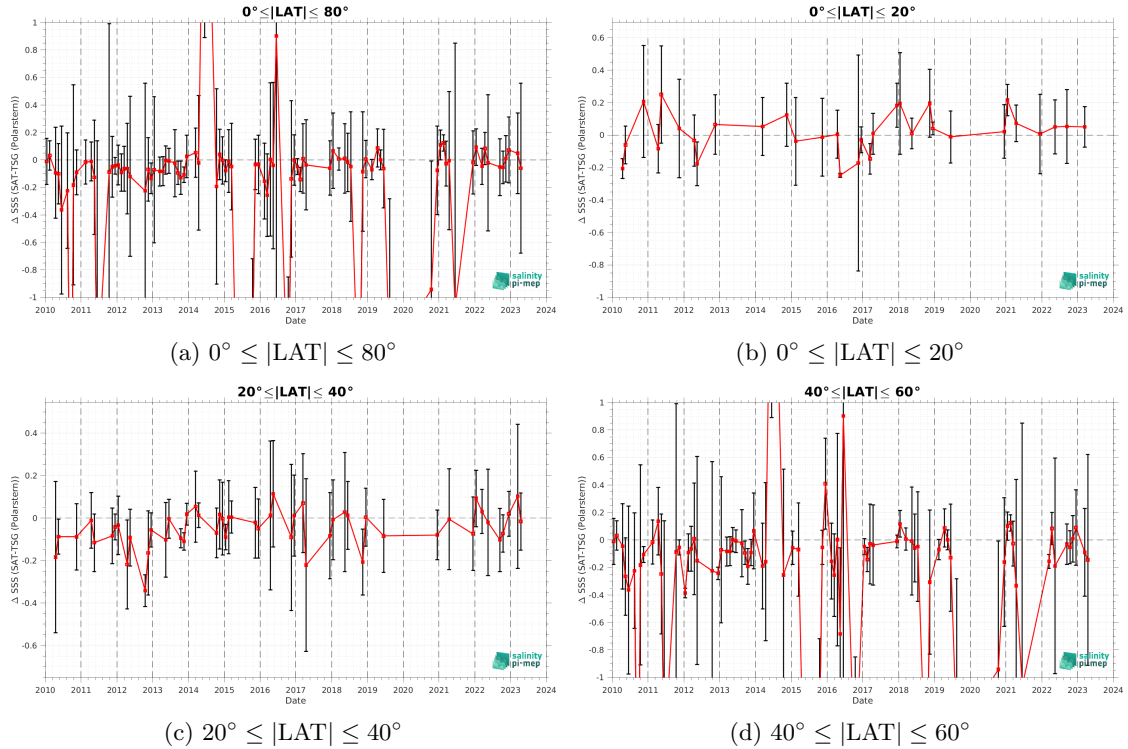 0°≤|LAT|≤ 80°
Δ SSS (SAT-TSG (Polarstern))
1
0.8
0.6
0.4
0.2
0
-0.2
-0.4
-0.6
-0.8
-1
2010 2011 2012 2013 2014 2015 2016 2017 2018 2019 2020 2021 2022 2023 2024
Date
salinity
pi-mep
(a) 0° ≤ |LAT| ≤ 80°
0°≤|LAT|≤ 20°
Δ SSS (SAT-TSG (Polarstern))
0.6
0.4
0.2
0
-0.2
-0.4
-0.6
-0.8
-1
2010 2011 2012 2013 2014 2015 2016 2017 2018 2019 2020 2021 2022 2023 2024
Date
salinity
pi-mep
(b) 0° ≤ |LAT| ≤ 20°
20°≤|LAT|≤ 40°
Δ SSS (SAT-TSG (Polarstern))
0.4
0.2
0
-0.2
-0.4
-0.6
2010 2011 2012 2013 2014 2015 2016 2017 2018 2019 2020 2021 2022 2023 2024
Date
salinity
pi-mep
(c) 20° ≤ |LAT| ≤ 40°
40°≤|LAT|≤ 60°
Δ SSS (SAT-TSG (Polarstern))
1
0.8
0.6
0.4
0.2
0
-0.2
-0.4
-0.6
-0.8
-1
2010 2011 2012 2013 2014 2015 2016 2017 2018 2019 2020 2021 2022 2023 2024
Date
salinity
pi-mep
(d) 40° ≤ |LAT| ≤ 60°